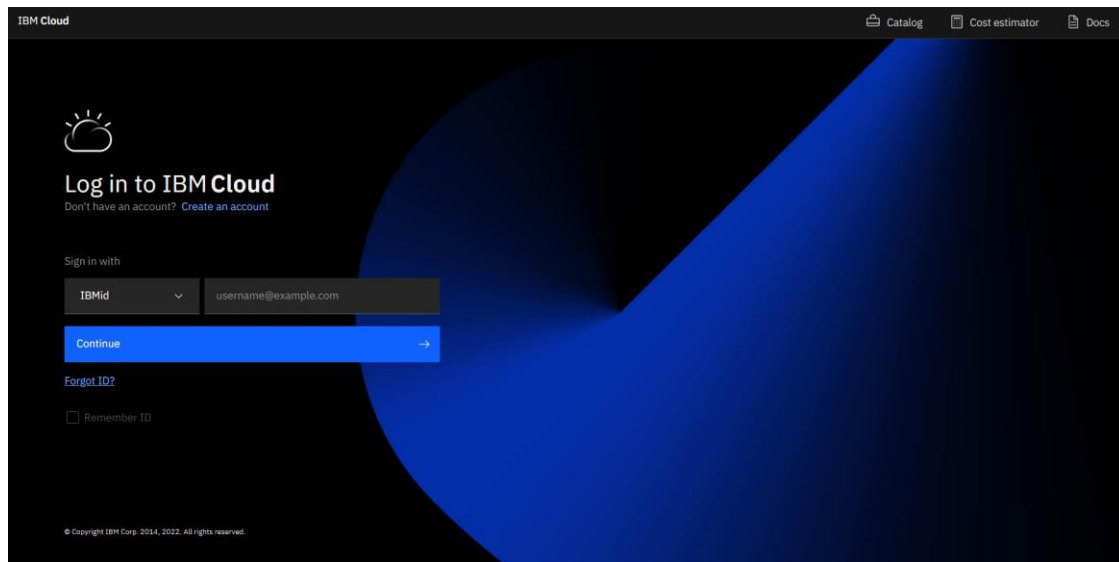 IBM Cloud Catalog Cost estimator Docs
Log in to IBM Cloud
Don't have an account? Create an account
Sign in with
IBMid username@example.com
Continue
Forgot ID?
Remember ID
© Copyright IBM Corp. 2014, 2022. All rights reserved.